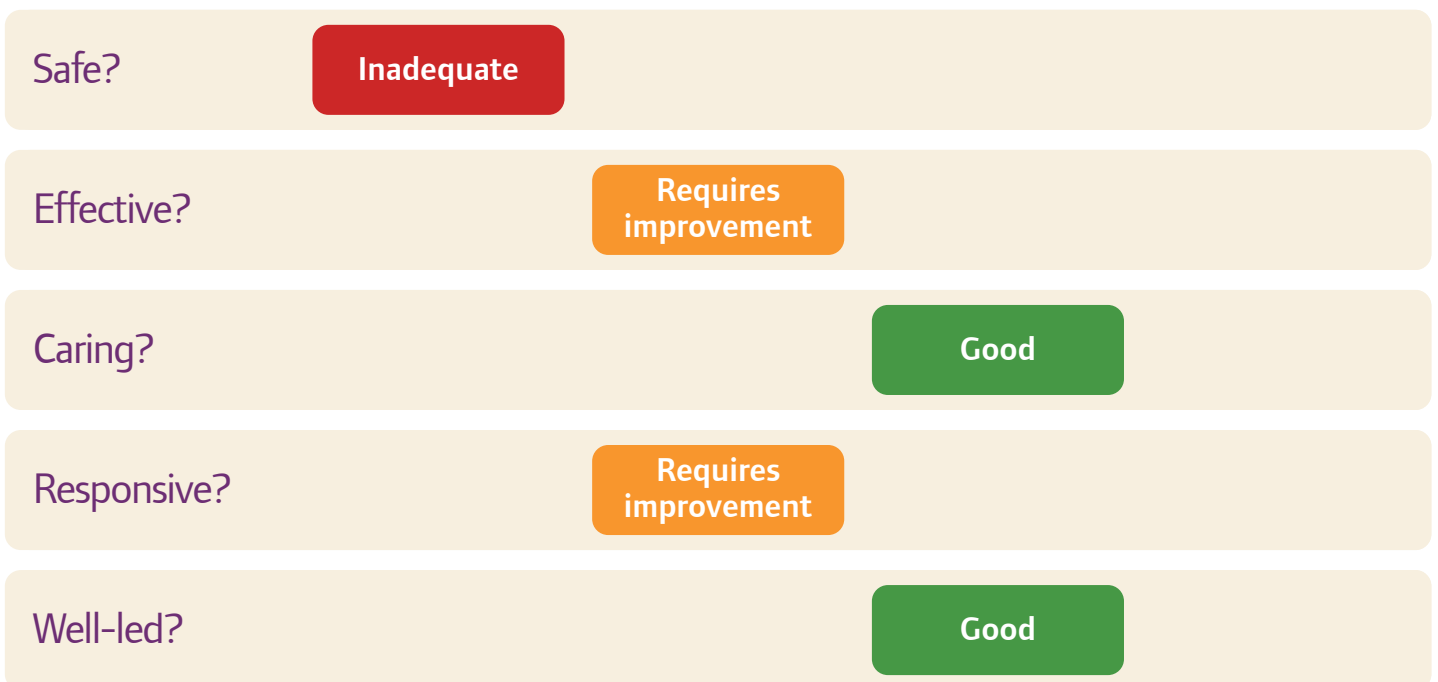 Safe?
Inadequate
Effective?
Requires
improvement
Caring?
Good
Responsive?
Requires
improvement
Well-led?
Good